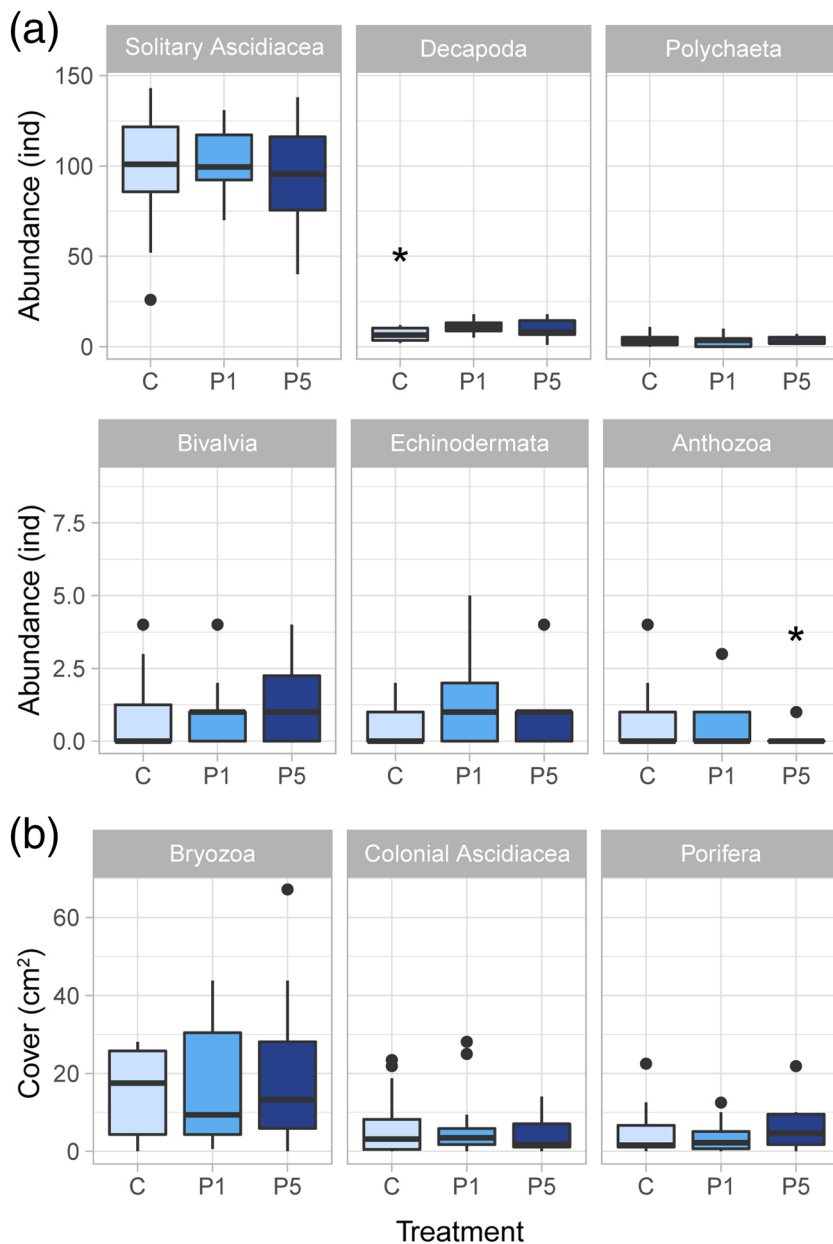 (a)
Solitary Ascidiacea Decapoda Polychaeta
Abundance (ind)
150
100
50
0
*
C P1 P5 C P1 P5 C P1 P5
Bivalvia Echinodermata Anthozoa
Abundance (ind)
7.5
5.0
2.5
0.0
*
C P1 P5 C P1 P5 C P1 P5
(b)
Bryozoa Colonial Ascidiacea Porifera
Cover (cm²)
60
40
20
0
C P1 P5 C P1 P5 C P1 P5
Treatment